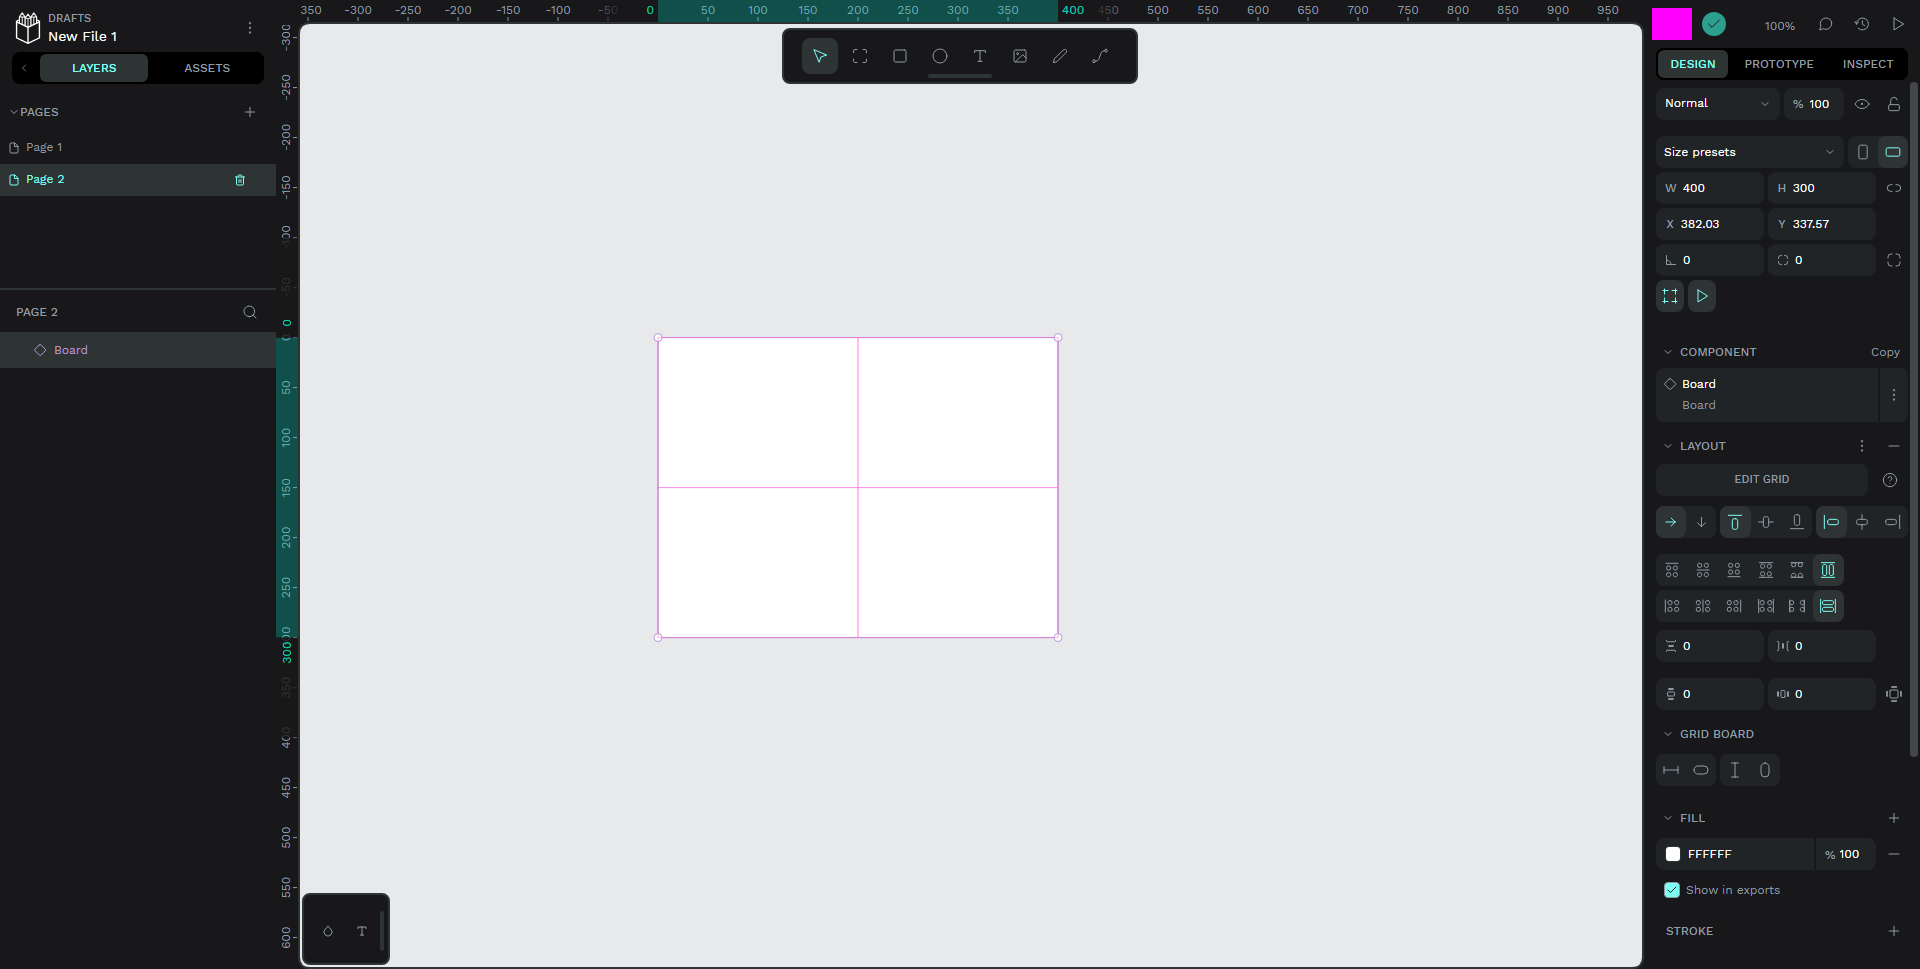 DRAFTS
New File 1
LAYERS
ASSETS
PAGES
Page 1
Page 2
PAGE 2
Board
350 -300 -250 -200 -150 -100 -50 0 50 100 150 200 250 300 350 400 450 500 550 600 650 700 750 800 850 900 950
-300
-250
-200
-150
-100
-50
0
0
50
100
150
200
250
300
300
350
400
450
500
550
600
T
T
100%
DESIGN
PROTOTYPE
INSPECT
Normal
% 100
Size presets
W 400
H 300
X 382.03
Y 337.57
0
0
COMPONENT
Copy
Board
Board
LAYOUT
EDIT GRID
?
0
0
0
0
GRID BOARD
FILL
FFFFFF
% 100
Show in exports
STROKE